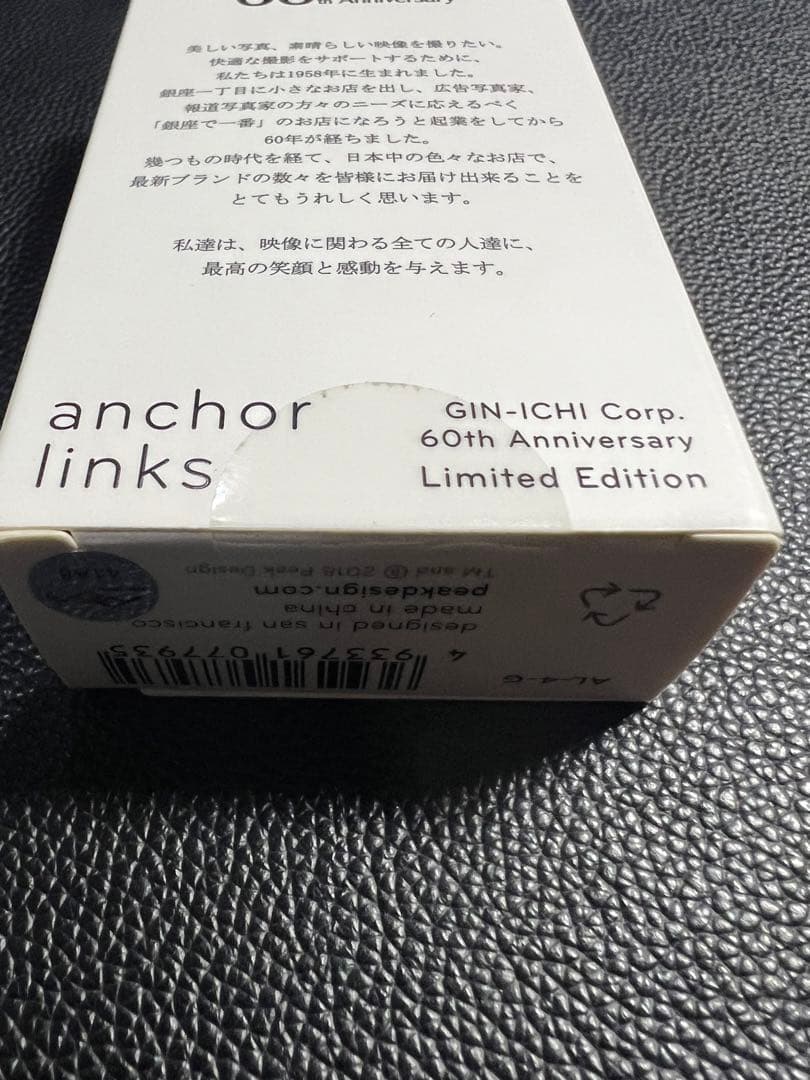 60th Anniversary
美しい写真、素晴らしい映像を撮りたい。
快適な撮影をサポートするために、
私たちは1958年に生まれました。
銀座一丁目に小さなお店を出し、広告写真家、
報道写真家の方々のニーズに応えるべく
「銀座で一番」のお店になろうと起業をしてから
60年が経ちました。
幾つもの時代を経て、日本中の色々なお店で、
最新ブランドの数々を皆様にお届け出来ることを
とてもうれしく思います。
私達は、映像に関わる全ての人達に、
最高の笑顔と感動を与えます。
anchor
links
GIN-ICHI Corp.
60th Anniversary
Limited Edition
TM and Ⓟ 2018 Peak Design
peakdesign.com
made in china
designed in san francisco
4 933761 077935
AL-4-G